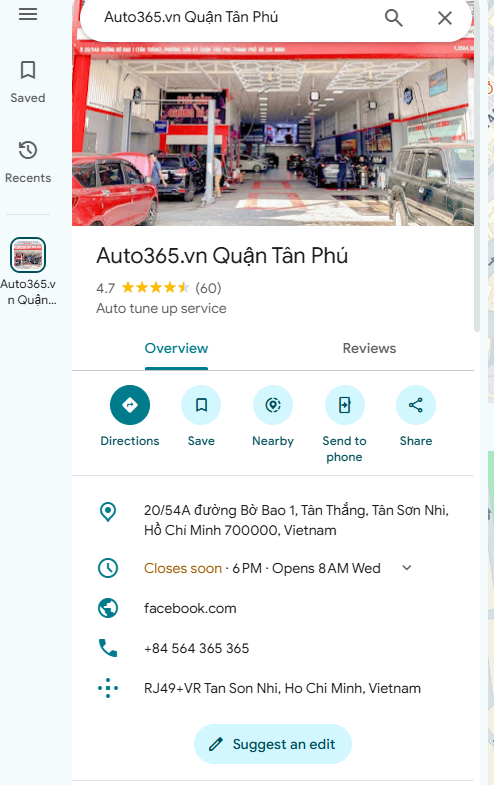 Auto365.vn Quận Tân Phú
Saved
Recents
Auto365.v
n Quận...
Auto365.vn Quận Tân Phú
4.7 (60)
Auto tune up service
Overview
Reviews
Directions
Save
Nearby
Send to
phone
Share
20/54A đường Bờ Bao 1, Tân Thắng, Tân Sơn Nhì,
Hồ Chí Minh 700000, Vietnam
Closes soon · 6 PM · Opens 8 AM Wed
facebook.com
+84 564 365 365
RJ49+VR Tan Son Nhi, Ho Chi Minh, Vietnam
Suggest an edit